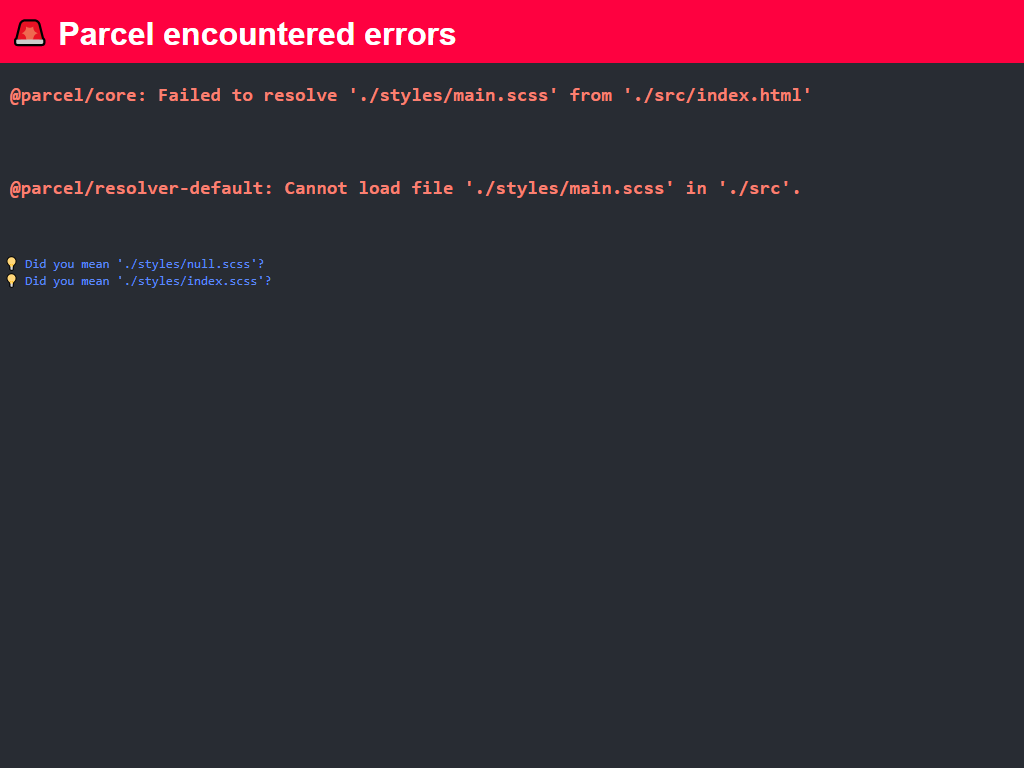 Parcel encountered errors
@parcel/core: Failed to resolve './styles/main.scss' from './src/index.html'
@parcel/resolver-default: Cannot load file './styles/main.scss' in './src'.
Did you mean './styles/null.scss'?
Did you mean './styles/index.scss'?